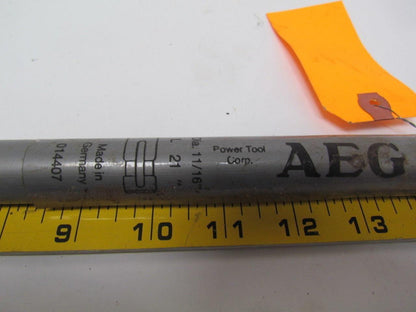 014407
Made in
Germany
L 21 "
Dia. 11/16"
Power Tool
Corp.
AEG
9 10 11 12 13